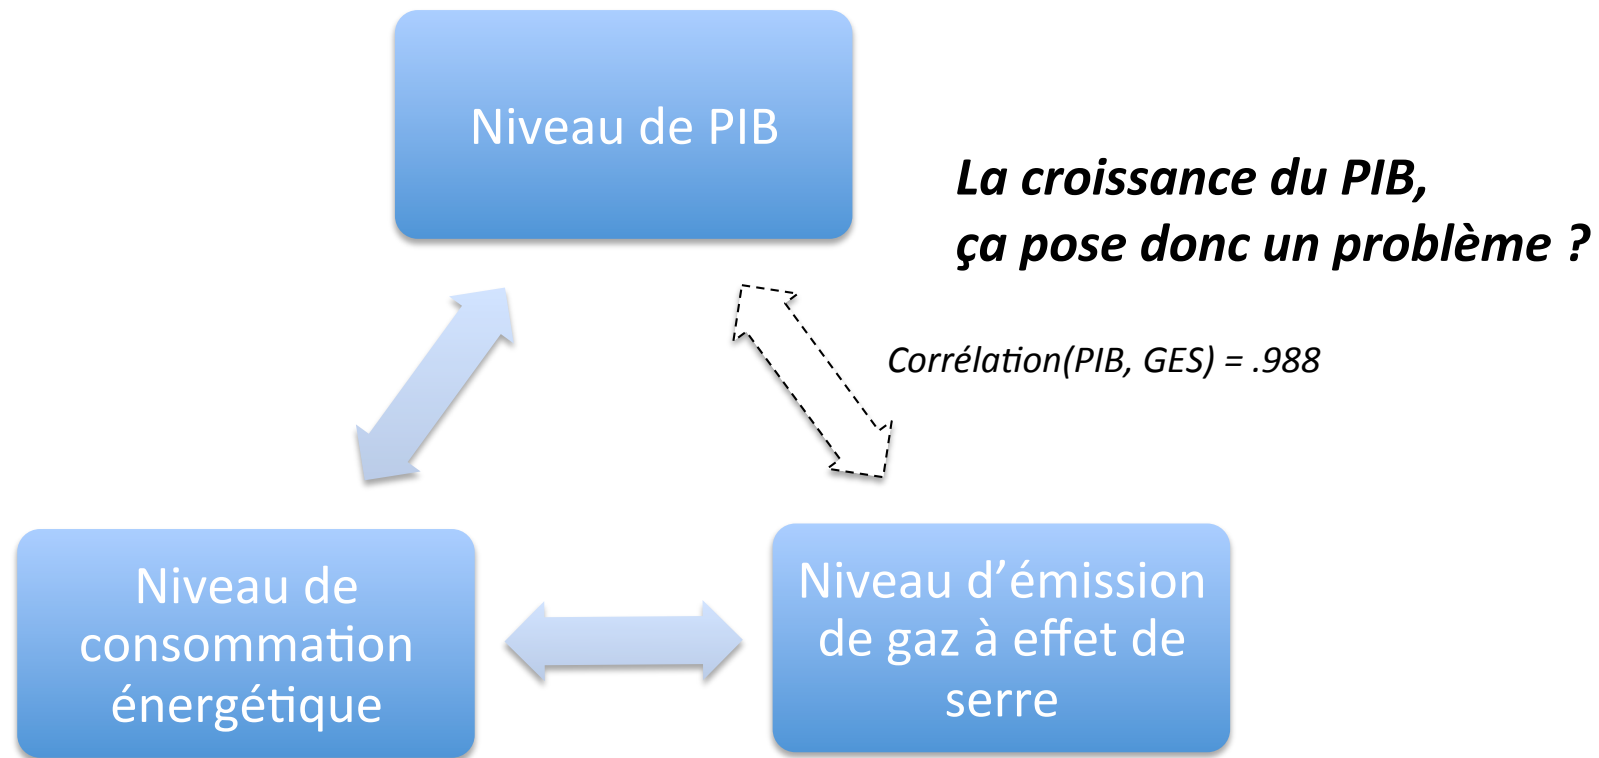 Niveau de PIB
La croissance du PIB,
ça pose donc un problème ?
Corrélation(PIB, GES) = .988
Niveau de
consommation
énergétique
Niveau d’émission
de gaz à effet de
serre